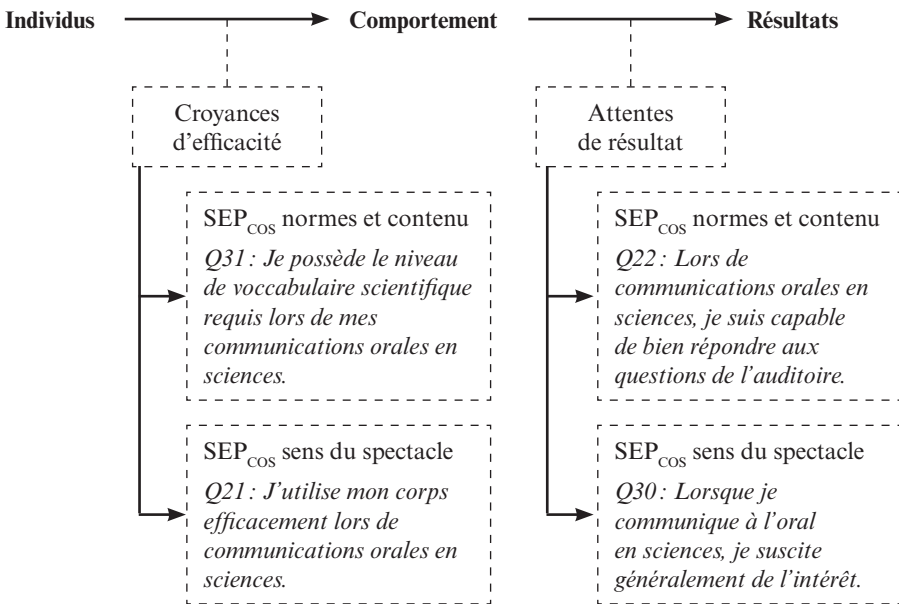 Individus Comportement Résultats
Croyances
d'efficacité
SEP_COS normes et contenu
Q31 : Je possède le niveau
de voccabulaire scientifique
requis lors de mes
communications orales en
sciences.
SEP_COS sens du spectacle
Q21 : J'utilise mon corps
efficacement lors de
communications orales en
sciences.
Attentes
de résultat
SEP_COS normes et contenu
Q22 : Lors de
communications orales en
sciences, je suis capable
de bien répondre aux
questions de l'auditoire.
SEP_COS sens du spectacle
Q30 : Lorsque je
communique à l'oral
en sciences, je suscite
généralement de l'intérêt.